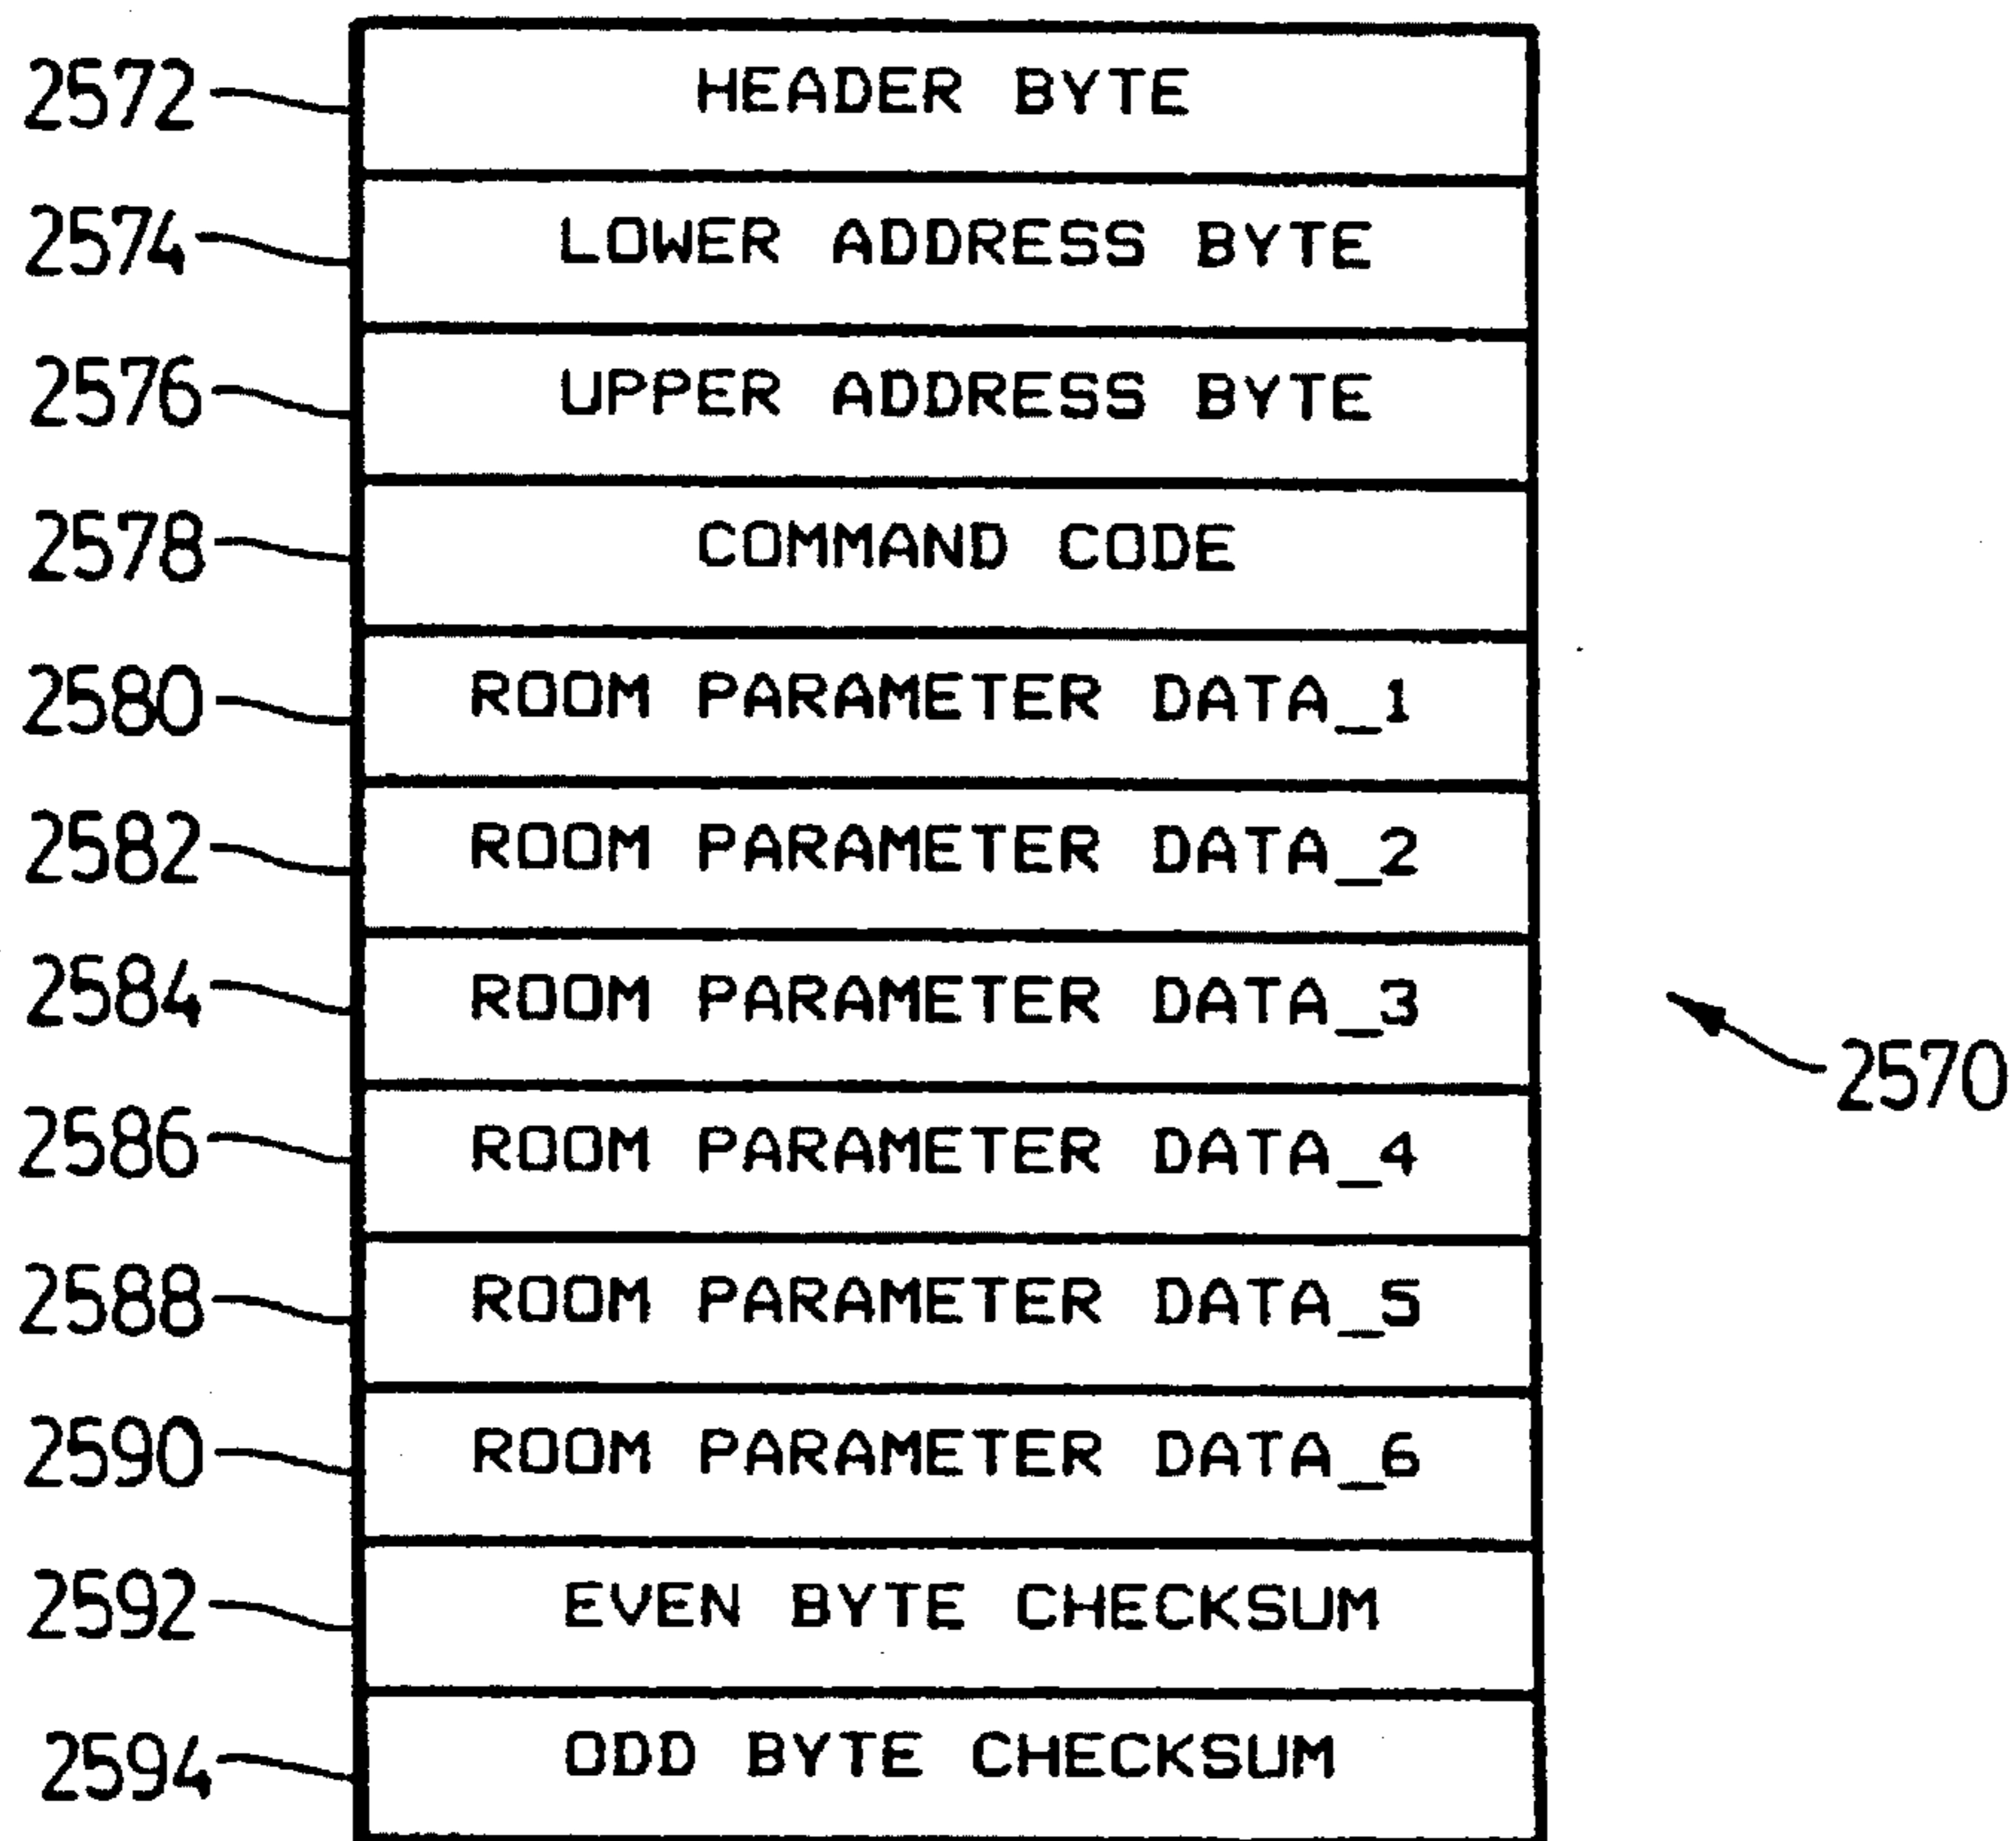 2572 HEADER BYTE
2574 LOWER ADDRESS BYTE
2576 UPPER ADDRESS BYTE
2578 COMMAND CODE
2580 ROOM PARAMETER DATA_1
2582 ROOM PARAMETER DATA_2
2584 ROOM PARAMETER DATA_3
2570
2586 ROOM PARAMETER DATA_4
2588 ROOM PARAMETER DATA_5
2590 ROOM PARAMETER DATA_6
2592 EVEN BYTE CHECKSUM
2594 ODD BYTE CHECKSUM